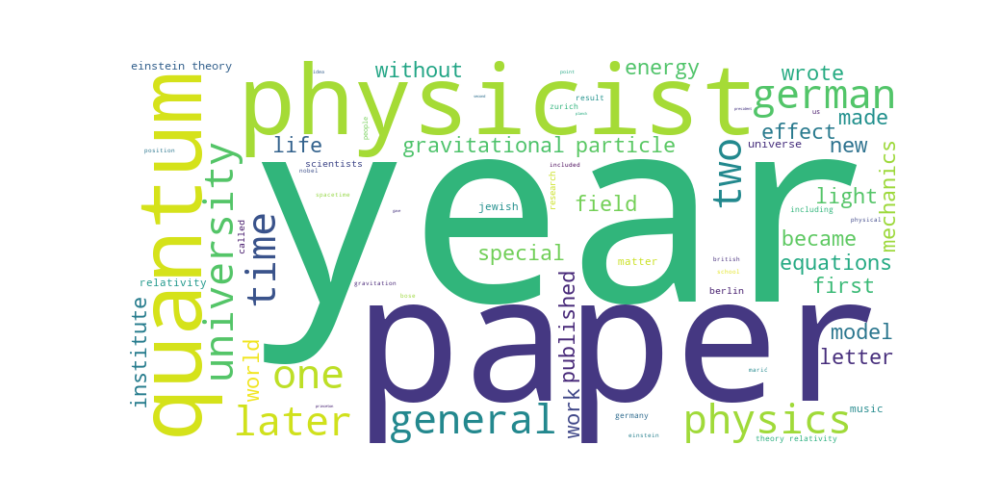 einstein theory
idea
without
point
energy
wrote
quantum
physicist
people
second
result
zurich
german
us
made
effect
life
gravitational
particle
two
universe
new
position
university
scientists
nobel
included
research
mechanics
year
spacetime
jewish
field
light
including
physical
time
called
special
matter
became
british
school
equations
relativity
gravitation
berlin
first
institute
bose
paper
published
model
letter
world
one
marić
princeton
later
general
work
germany
einstein
physics
music
theory relativity
president